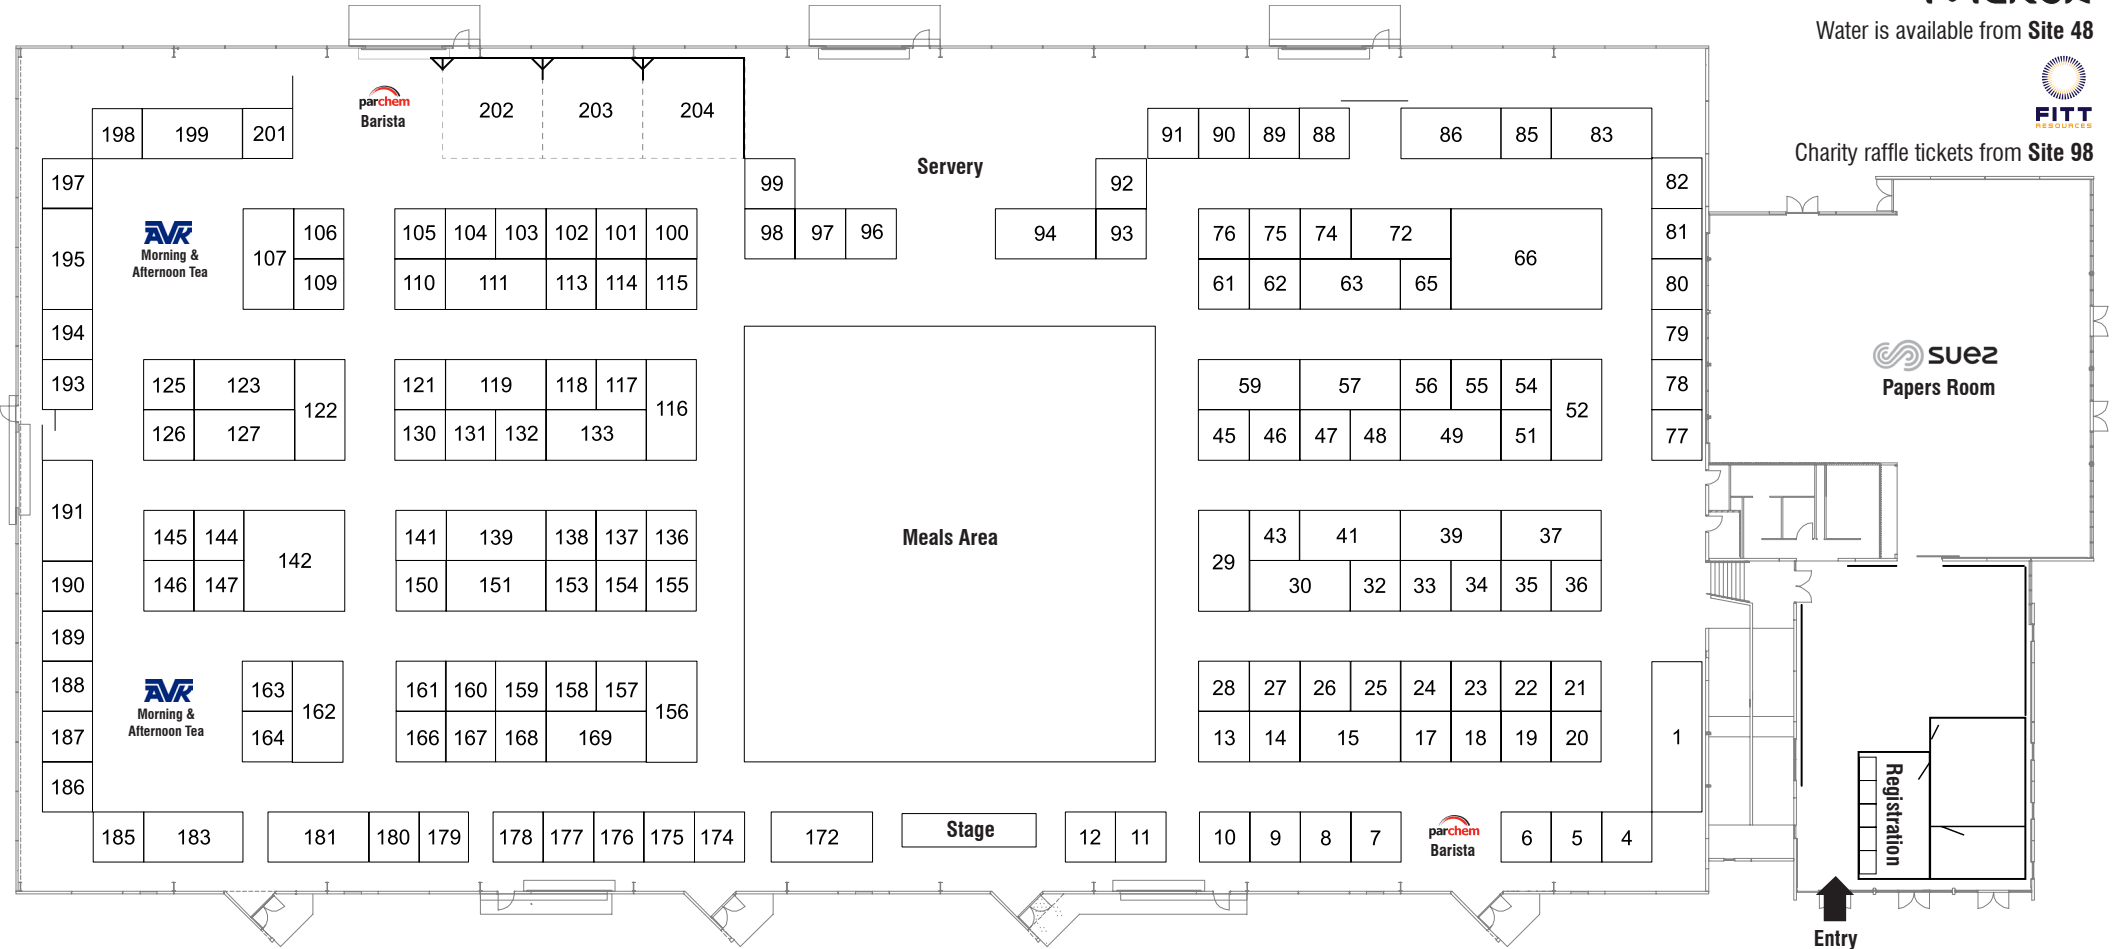 Water is available from Site 48
FITT
RESOURCES
Charity raffle tickets from Site 98
parchem
Barista
202 203 204
198 199 201
91 90 89 88 86 85 83
Servery
197
99
92
82
AVK
Morning &
Afternoon Tea
195
107 106
109
105 104 103 102 101 100
110 111 113 114 115
98 97 96
94 93
76 75 74 72 66
61 62 63 65
81
80
194
79
suez
Papers Room
193
125 123 122
126 127
121 119 118 117 116
130 131 132 133
59 57 56 55 54 52
45 46 47 48 49 51
78
77
Meals Area
191
145 144 142
146 147
141 139 138 137 136
150 151 153 154 155
29 43 41 39 37
30 32 33 34 35 36
190
189
188
AVK
Morning &
Afternoon Tea
163 162
164
161 160 159 158 157 156
166 167 168 169
28 27 26 25 24 23 22 21
13 14 15 17 18 19 20
1
187
186
Registration
185 183 181 180 179 178 177 176 175 174 172
Stage
12 11 10 9 8 7
parchem
Barista
6 5 4
Entry